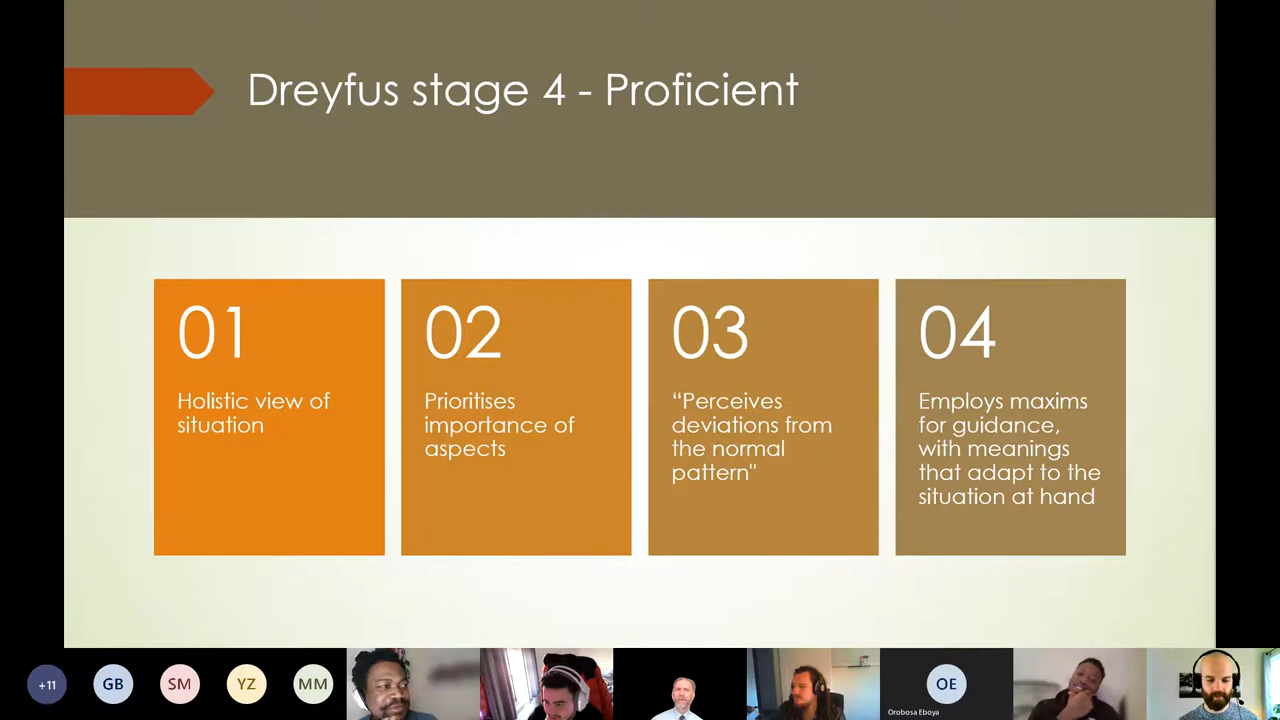 Dreyfus stage 4 - Proficient
01
Holistic view of
situation
02
Prioritises
importance of
aspects
03
“Perceives
deviations from
the normal
pattern"
04
Employs maxims
for guidance,
with meanings
that adapt to the
situation at hand
+11
GB
SM
YZ
MM
OE
Orobosa Eboya